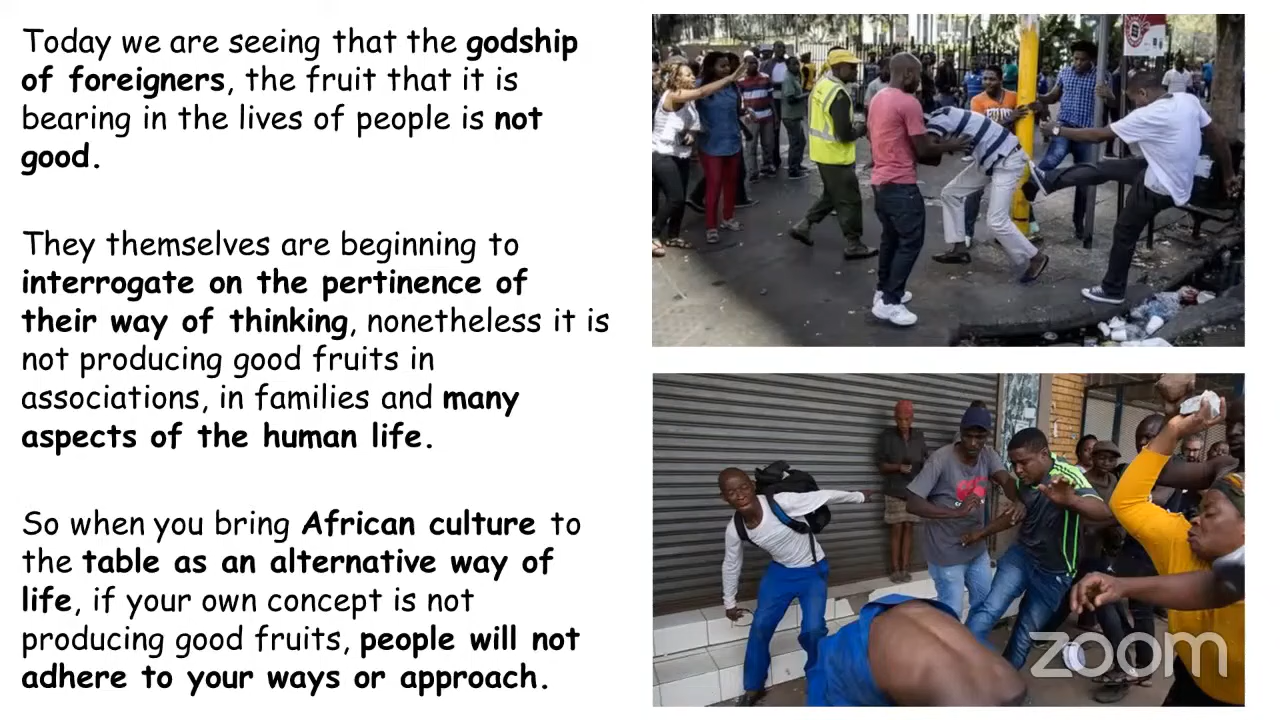 Today we are seeing that the godship
of foreigners, the fruit that it is
bearing in the lives of people is not
good.
They themselves are beginning to
interrogate on the pertinence of
their way of thinking, nonetheless it is
not producing good fruits in
associations, in families and many
aspects of the human life.
So when you bring African culture to
the table as an alternative way of
life, if your own concept is not
producing good fruits, people will not
adhere to your ways or approach.
zoom